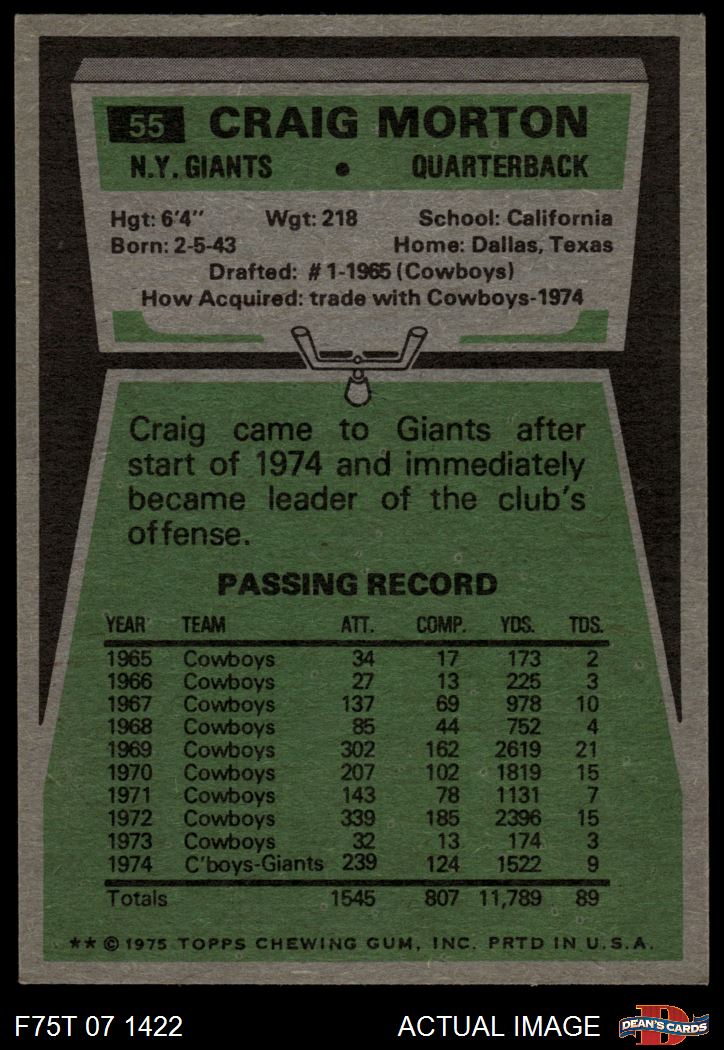 55 CRAIG MORTON
N.Y. GIANTS • QUARTERBACK
Hgt: 6'4" Wgt: 218 School: California
Born: 2-5-43 Home: Dallas, Texas
Drafted: #1-1965 (Cowboys)
How Acquired: trade with Cowboys-1974
Craig came to Giants after
start of 1974 and immediately
became leader of the club's
offense.
PASSING RECORD
YEAR TEAM ATT. COMP. YDS. TDS.
1965 Cowboys 34 17 173 2
1966 Cowboys 27 13 225 3
1967 Cowboys 137 69 978 10
1968 Cowboys 85 44 752 4
1969 Cowboys 302 162 2619 21
1970 Cowboys 207 102 1819 15
1971 Cowboys 143 78 1131 7
1972 Cowboys 339 185 2396 15
1973 Cowboys 32 13 174 3
1974 C'boys-Giants 239 124 1522 9
Totals 1545 807 11,789 89
** © 1975 TOPPS CHEWING GUM, INC. PRTD IN U.S.A.
F75T 07 1422 ACTUAL IMAGE D DEAN'S CARDS